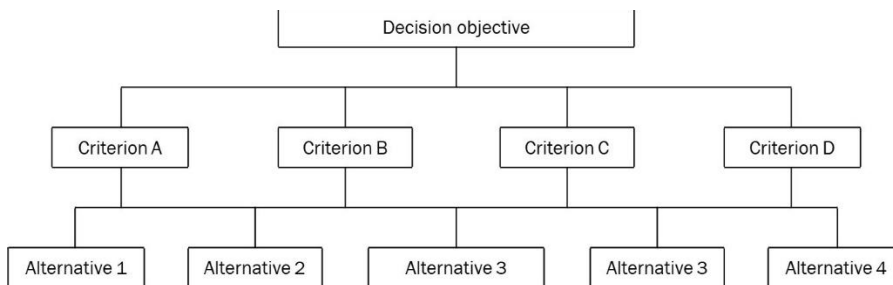 Decision objective
Criterion A
Criterion B
Criterion C
Criterion D
Alternative 1
Alternative 2
Alternative 3
Alternative 3
Alternative 4